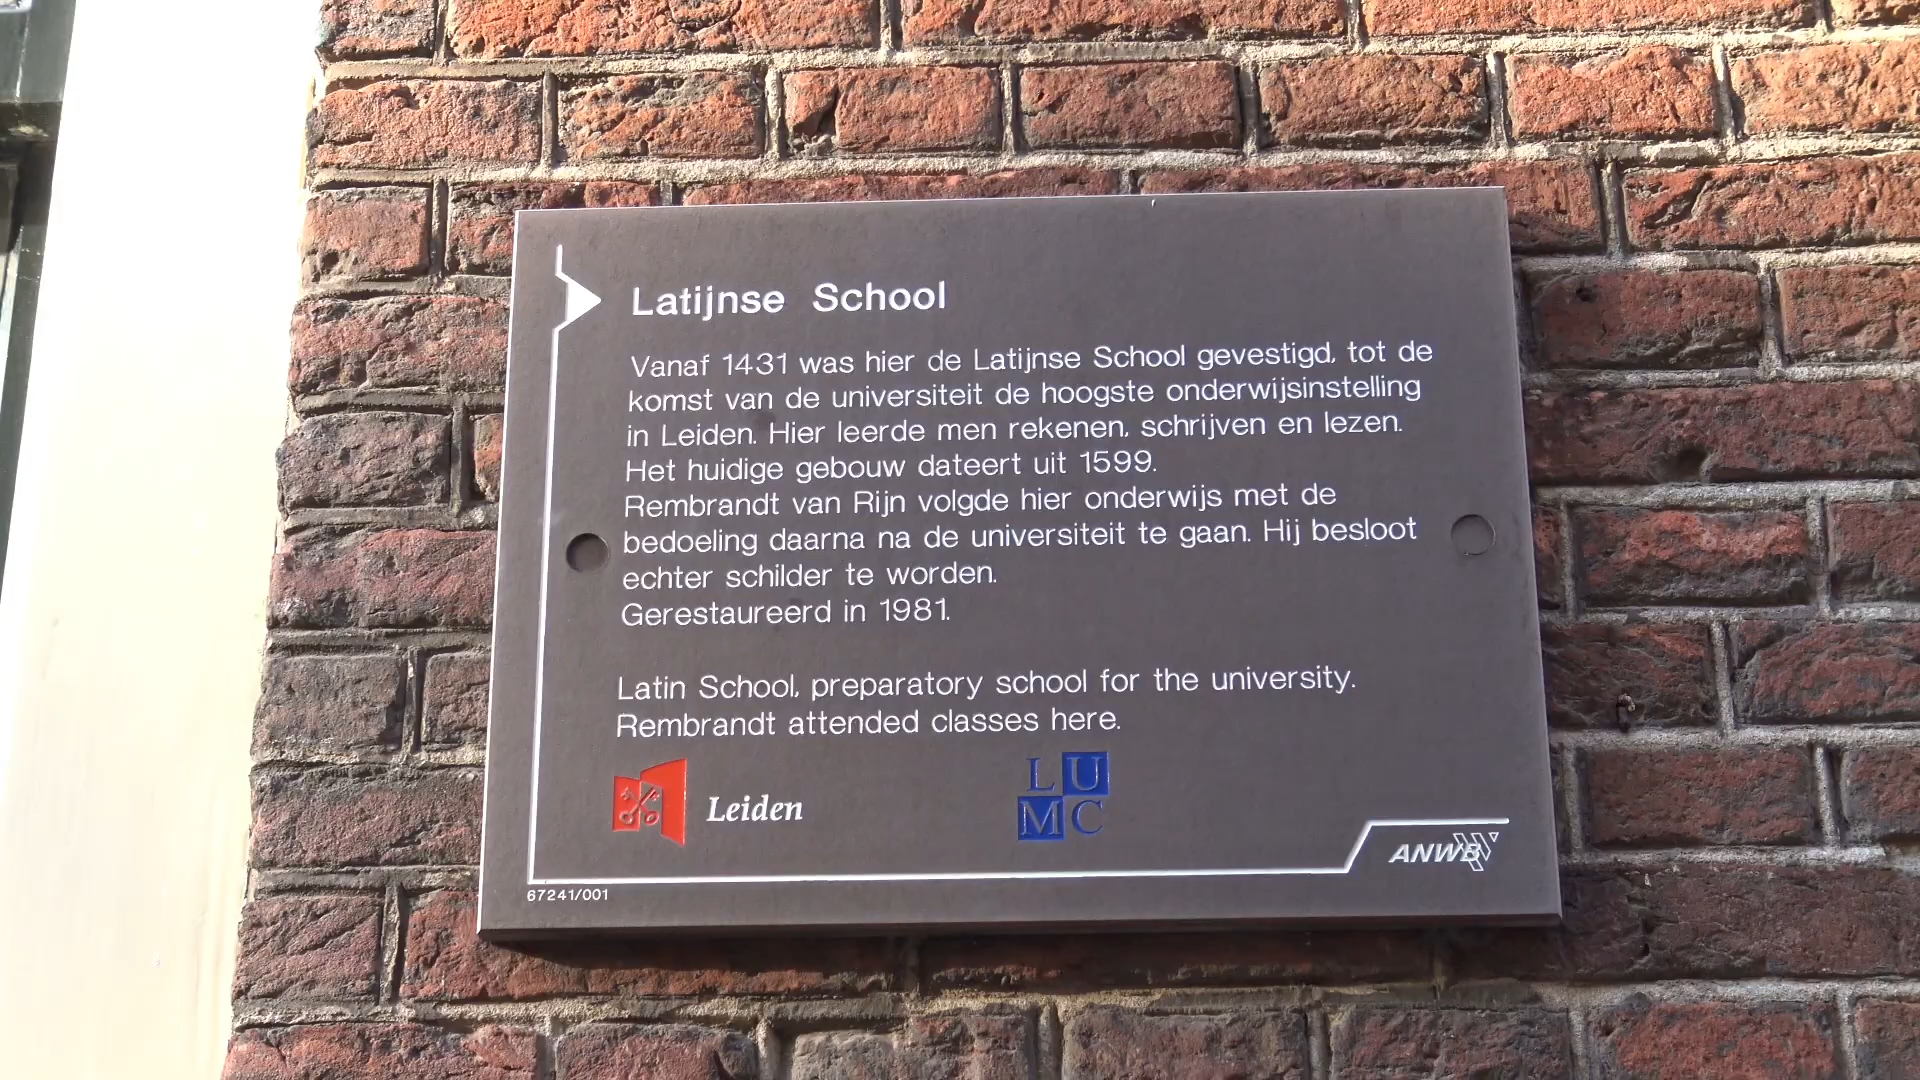 Latijnse School
Vanaf 1431 was hier de Latijnse School gevestigd, tot de
komst van de universiteit de hoogste onderwijsinstelling
in Leiden. Hier leerde men rekenen, schrijven en lezen.
Het huidige gebouw dateert uit 1599.
Rembrandt van Rijn volgde hier onderwijs met de
bedoeling daarna na de universiteit te gaan. Hij besloot
echter schilder te worden.
Gerestaureerd in 1981.
Latin School, preparatory school for the university.
Rembrandt attended classes here.
Leiden
LU
MC
ANWB
67241/001